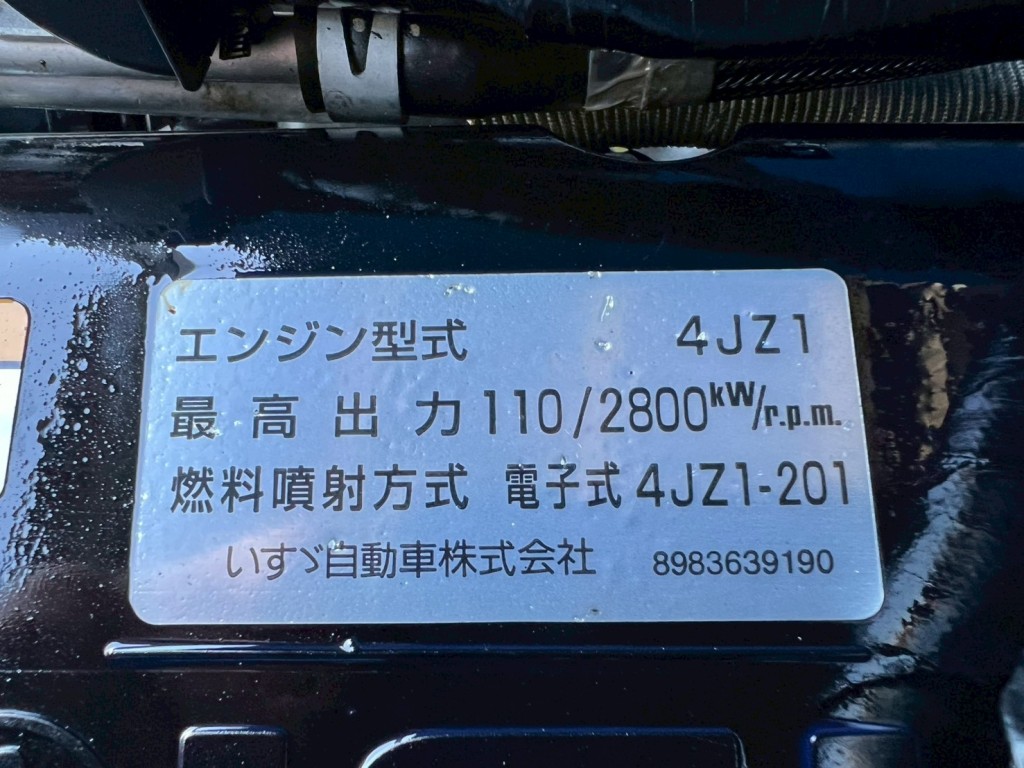 エンジン型式 4JZ1
最高出力 110/2800kW/r.p.m.
燃料噴射方式 電子式 4JZ1-201
いすゞ自動車株式会社 8983639190